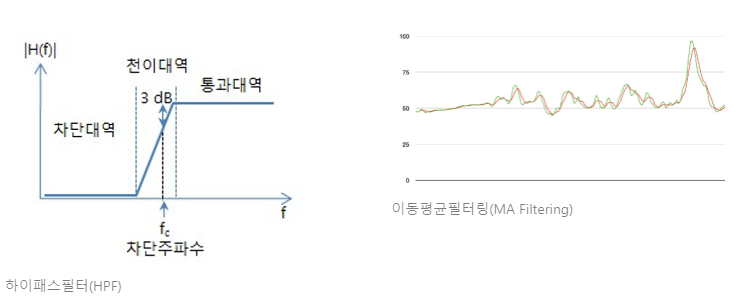 |H(f)|
천이대역
3 dB
통과대역
차단대역
f
fc
차단주파수
하이패스필터(HPF)
100
75
50
25
0
이동평균필터링(MA Filtering)